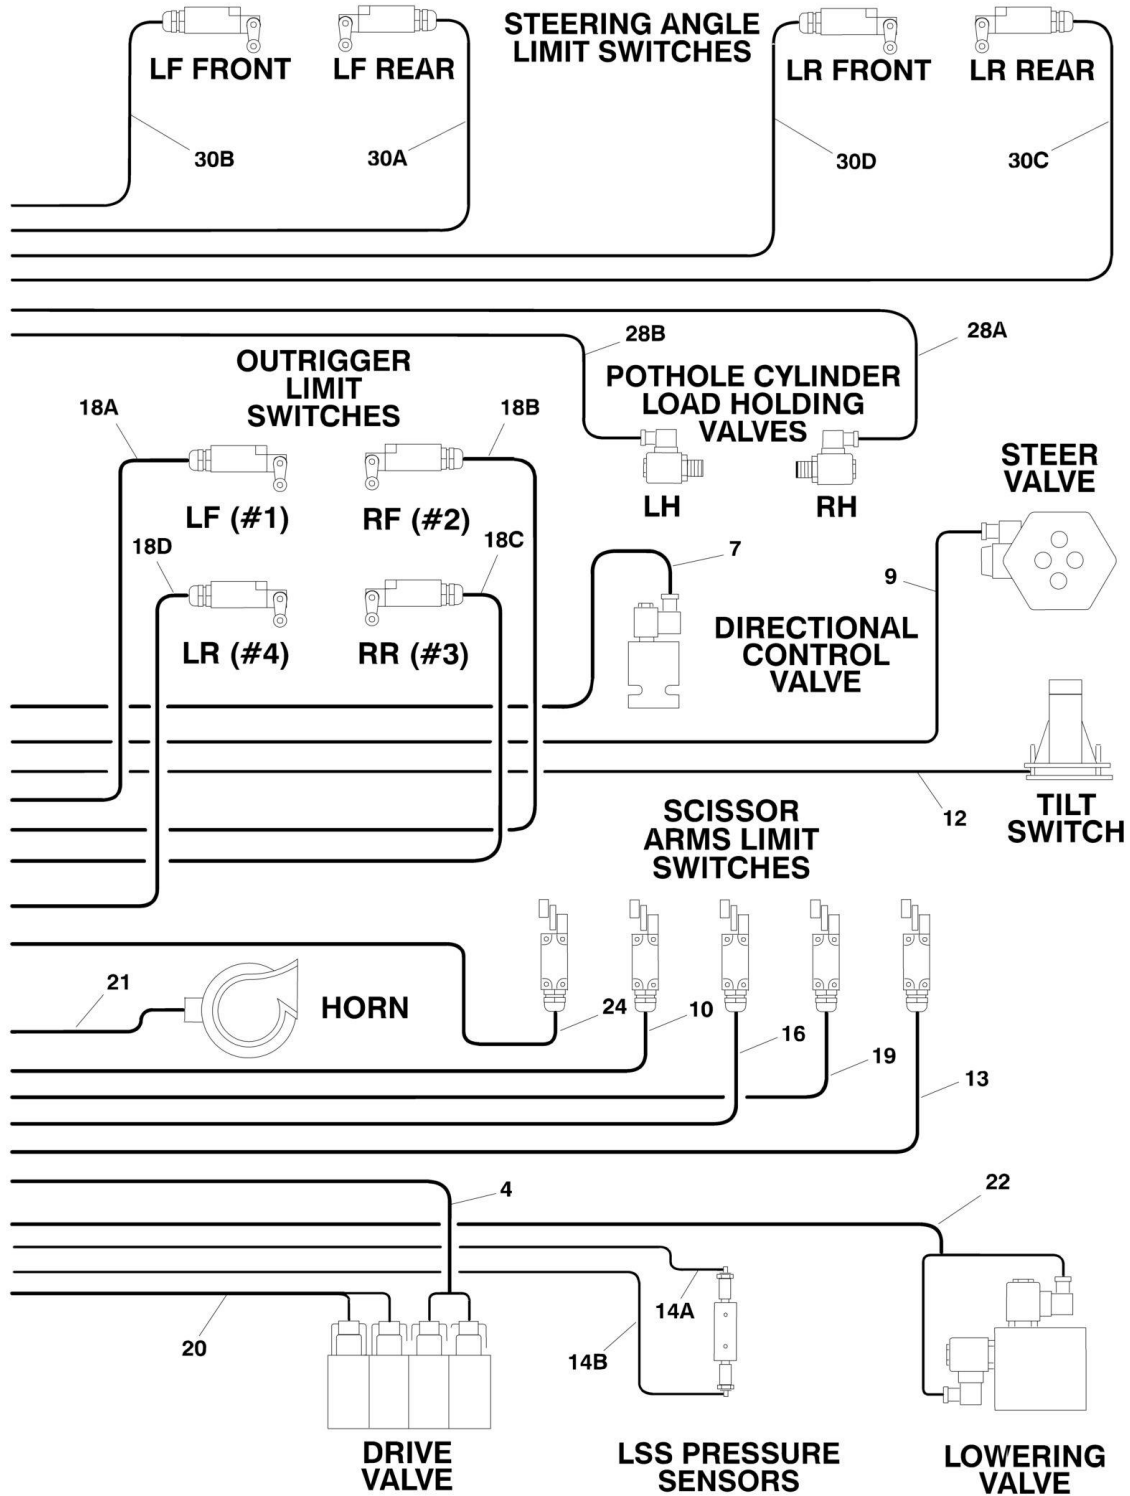 STEERING ANGLE
LIMIT SWITCHES
LF FRONT
LF REAR
LR FRONT
LR REAR
30B
30A
30D
30C
28B
28A
OUTRIGGER
LIMIT
SWITCHES
POTHOLE CYLINDER
LOAD HOLDING
VALVES
18A
18B
STEER
VALVE
LF (#1)
RF (#2)
LH
RH
18D
18C
7
9
LR (#4)
RR (#3)
DIRECTIONAL
CONTROL
VALVE
12
TILT
SWITCH
SCISSOR
ARMS LIMIT
SWITCHES
21
HORN
24
10
16
19
13
4
22
20
14A
14B
DRIVE
VALVE
LSS PRESSURE
SENSORS
LOWERING
VALVE